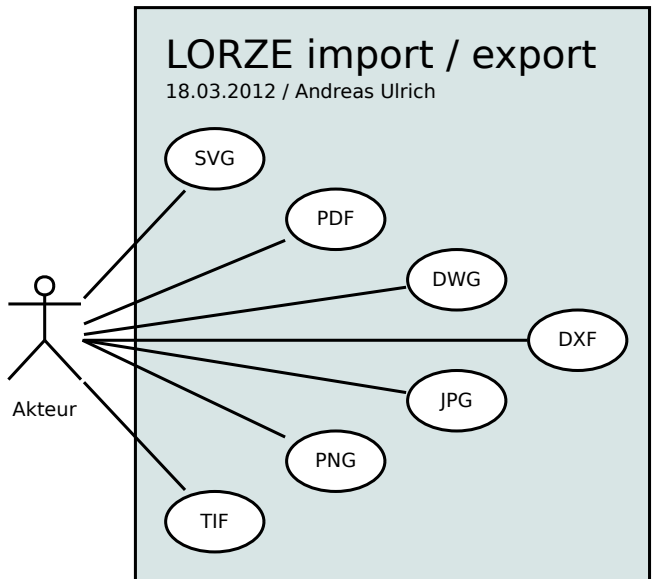 LORZE import / export
18.03.2012 / Andreas Ulrich
SVG
PDF
DWG
DXF
Akteur
JPG
PNG
TIF